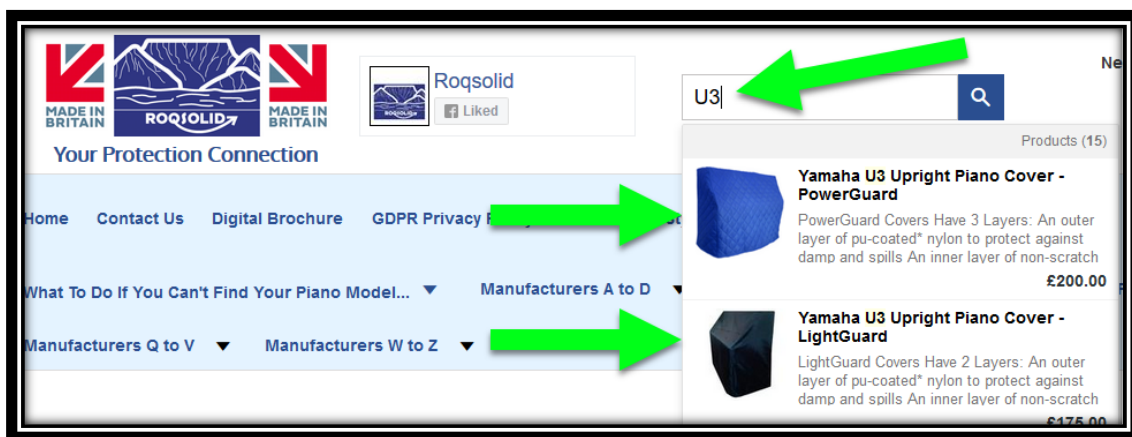 MADE IN
BRITAIN
ROQSOLID
MADE IN
BRITAIN
Your Protection Connection
ROQSOLID
Roqsolid
Liked
U3
Ne
Products (15)
Yamaha U3 Upright Piano Cover -
PowerGuard
PowerGuard Covers Have 3 Layers: An outer
layer of pu-coated* nylon to protect against
damp and spills An inner layer of non-scratch
£200.00
Yamaha U3 Upright Piano Cover -
LightGuard
LightGuard Covers Have 2 Layers: An outer
layer of pu-coated* nylon to protect against
damp and spills An inner layer of non-scratch
£175.00
Home Contact Us Digital Brochure GDPR Privacy
What To Do If You Can't Find Your Piano Model... Manufacturers A to D
Manufacturers Q to V Manufacturers W to Z